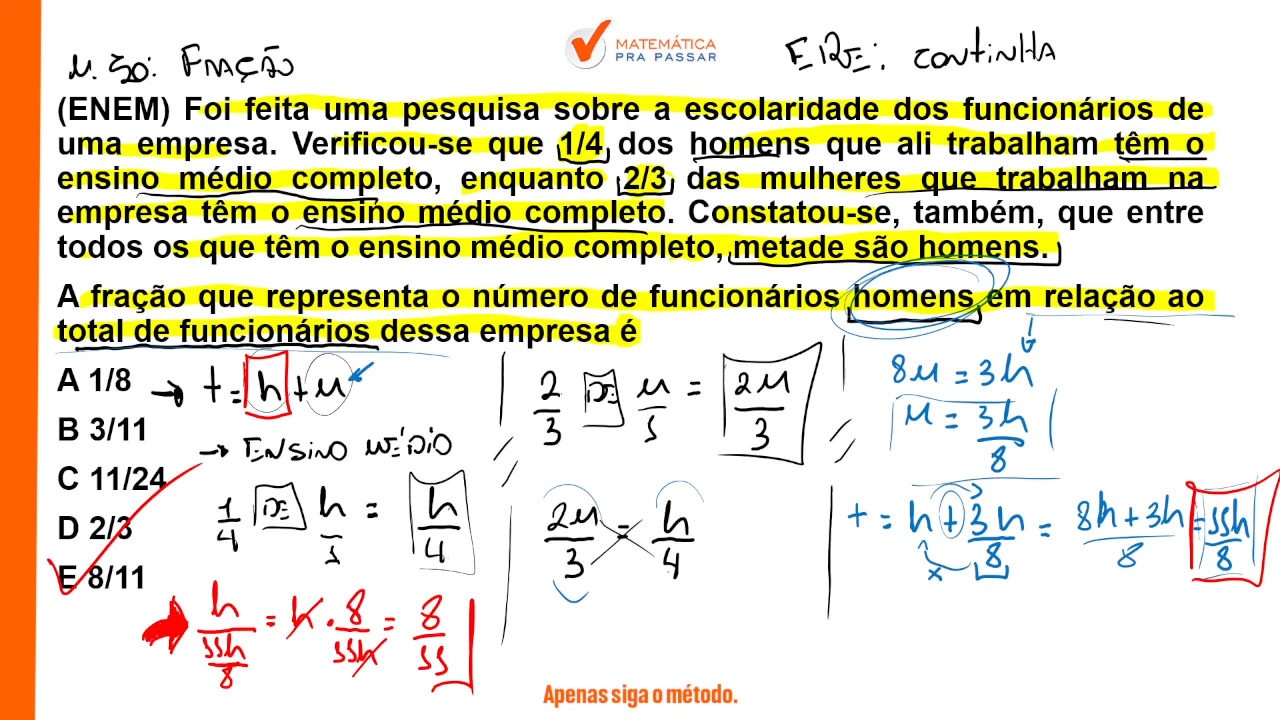 MATEMÁTICA
PRA PASSAR
FRAÇÃO
CONTINHA
(ENEM) Foi feita uma pesquisa sobre a escolaridade dos funcionários de
uma empresa. Verificou-se que 1/4 dos homens que ali trabalham têm o
ensino médio completo, enquanto 2/3 das mulheres que trabalham na
empresa têm o ensino médio completo. Constatou-se, também, que entre
todos os que têm o ensino médio completo, metade são homens.
A fração que representa o número de funcionários homens em relação ao
total de funcionários dessa empresa é
A 1/8
B 3/11
C 11/24
D 2/3
E 8/11
t = h + m
→ ENSINO MÉDIO
1/4 DE h/1 = h/4
2/3 DE m/1 = 2m/3
2m/3 = h/4
8m = 3h
m = 3h/8
t = h + 3h/8 = 8h + 3h/8 = 11h/8
h/11h/8 = h · 8/11h = 8/11
Apenas siga o método.